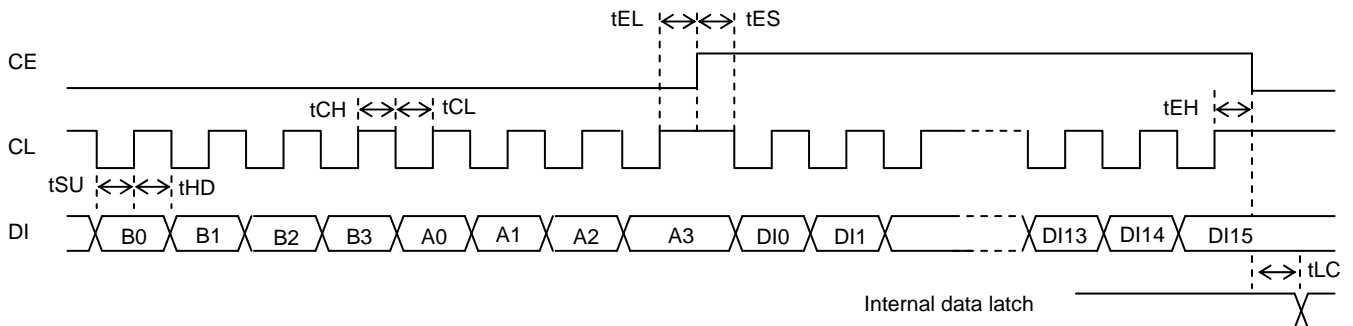 tEL tES
CE
tCH tCL tEH
CL
tSU tHD
DI B0 B1 B2 B3 A0 A1 A2 A3 DI0 DI1 DI13 DI14 DI15
tLC
Internal data latch